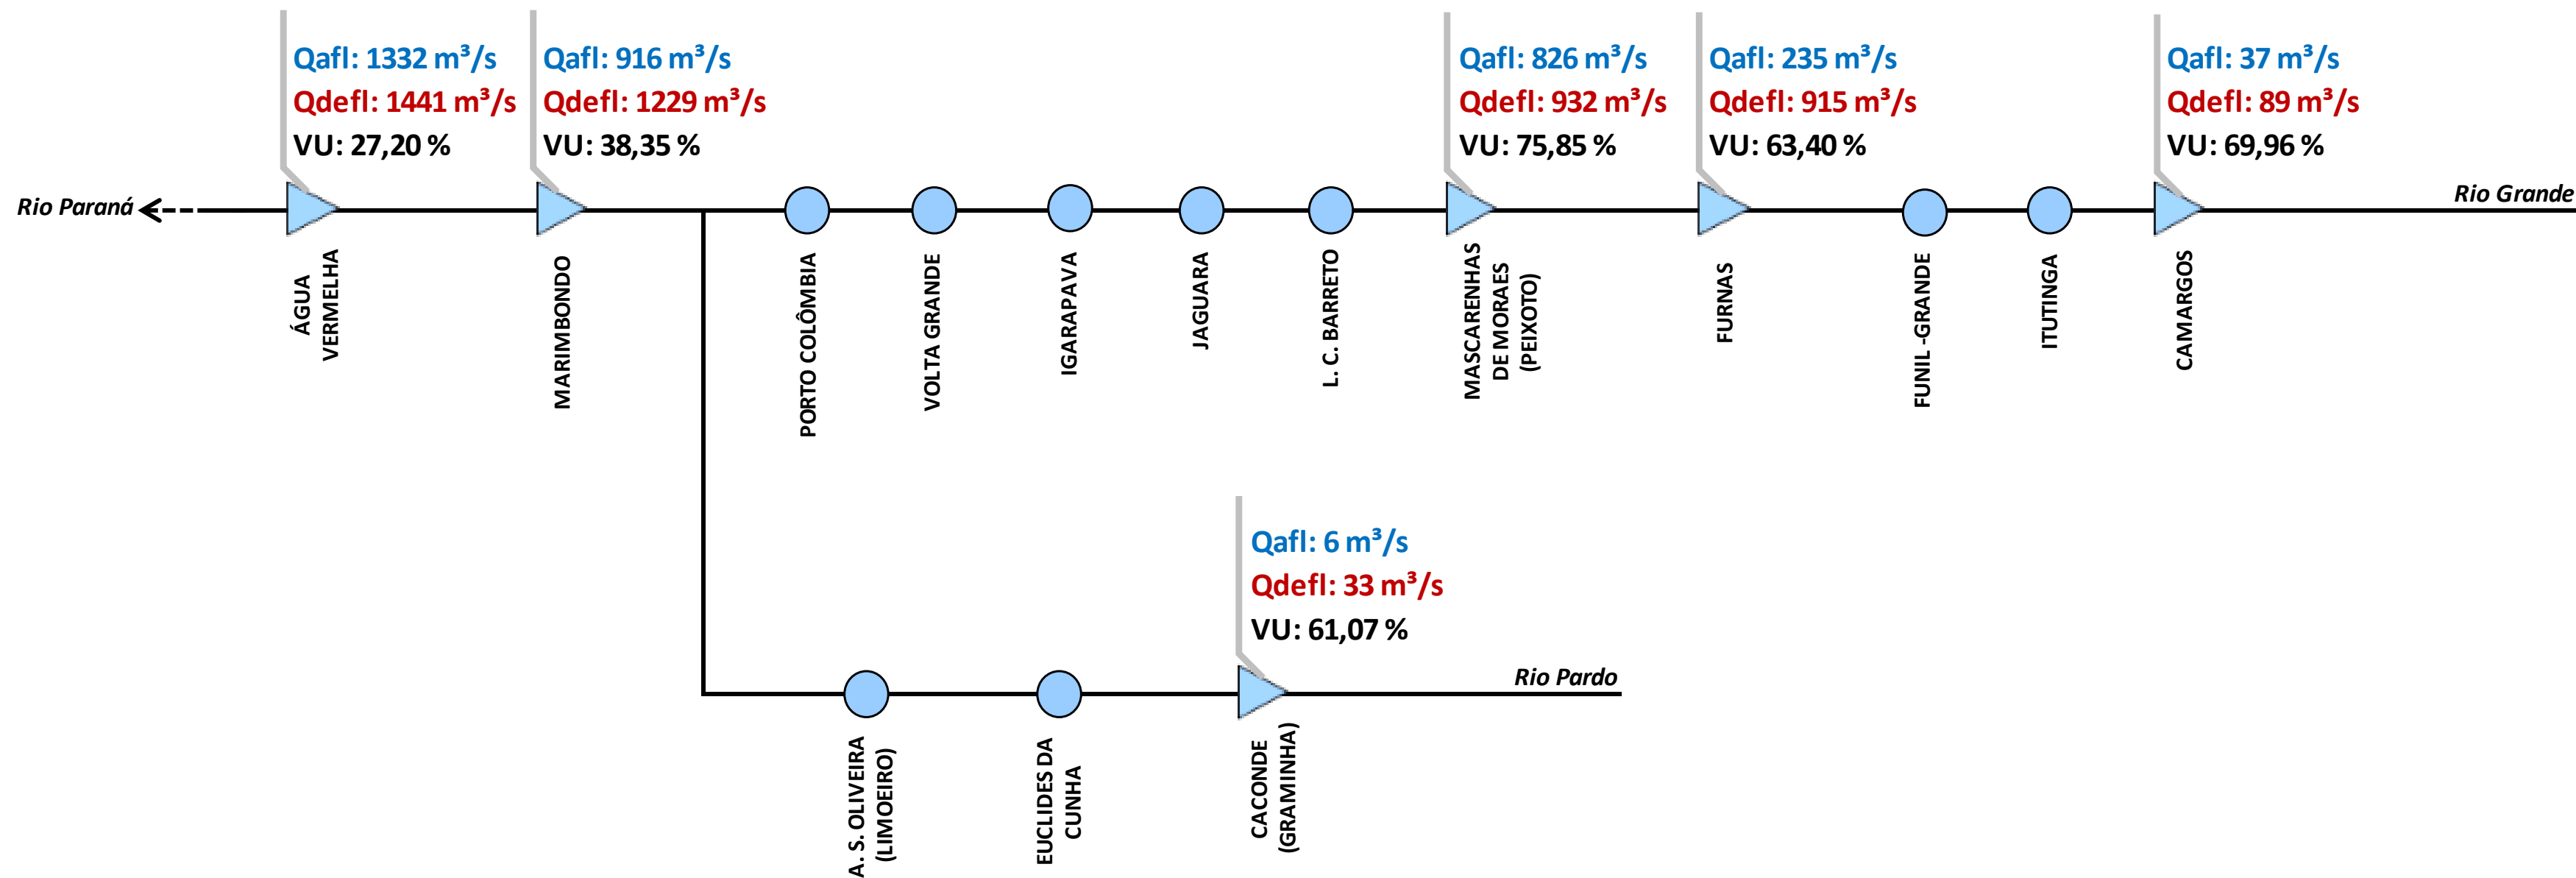 Qafl: 1332 m³/s
Qdefl: 1441 m³/s
VU: 27,20 %
Qafl: 916 m³/s
Qdefl: 1229 m³/s
VU: 38,35 %
Qafl: 826 m³/s
Qdefl: 932 m³/s
VU: 75,85 %
Qafl: 235 m³/s
Qdefl: 915 m³/s
VU: 63,40 %
Qafl: 37 m³/s
Qdefl: 89 m³/s
VU: 69,96 %
Rio Paraná
Rio Grande
ÁGUA
VERMELHA
MARIMBONDO
PORTO COLÔMBIA
VOLTA GRANDE
IGARAPAVA
JAGUARA
L. C. BARRETO
MASCARENHAS
DE MORAES
(PEIXOTO)
FURNAS
FUNIL -GRANDE
ITUTINGA
CAMARGOS
Qafl: 6 m³/s
Qdefl: 33 m³/s
VU: 61,07 %
Rio Pardo
A. S. OLIVEIRA
(LIMOEIRO)
EUCLIDES DA
CUNHA
CACONDE
(GRAMINHA)